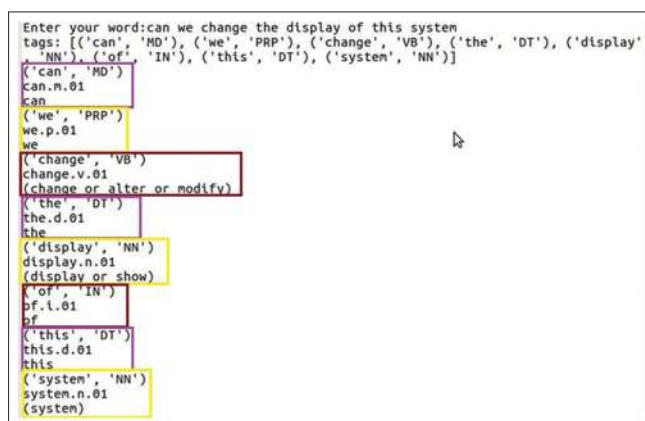 Enter your word:can we change the display of this system
tags: [('can', 'MD'), ('we', 'PRP'), ('change', 'VB'), ('the', 'DT'), ('display'
, 'NN'), ('of', 'IN'), ('this', 'DT'), ('system', 'NN')]
('can', 'MD')
can.m.01
can
('we', 'PRP')
we.p.01
we
('change', 'VB')
change.v.01
(change or alter or modify)
('the', 'DT')
the.d.01
the
('display', 'NN')
display.n.01
(display or show)
('of', 'IN')
of.i.01
of
('this', 'DT')
this.d.01
this
('system', 'NN')
system.n.01
(system)